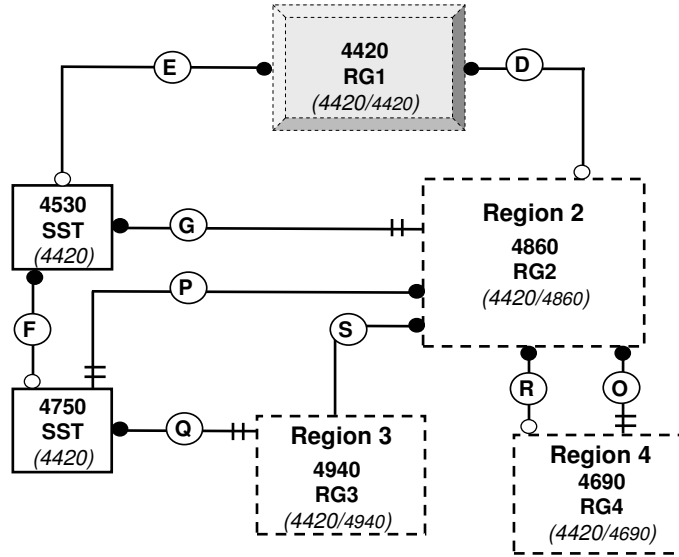 E
4420
RG1
(4420/4420)
D
4530
SST
(4420)
G
Region 2
4860
RG2
(4420/4860)
P
F
S
R
O
4750
SST
(4420)
Q
Region 3
4940
RG3
(4420/4940)
Region 4
4690
RG4
(4420/4690)